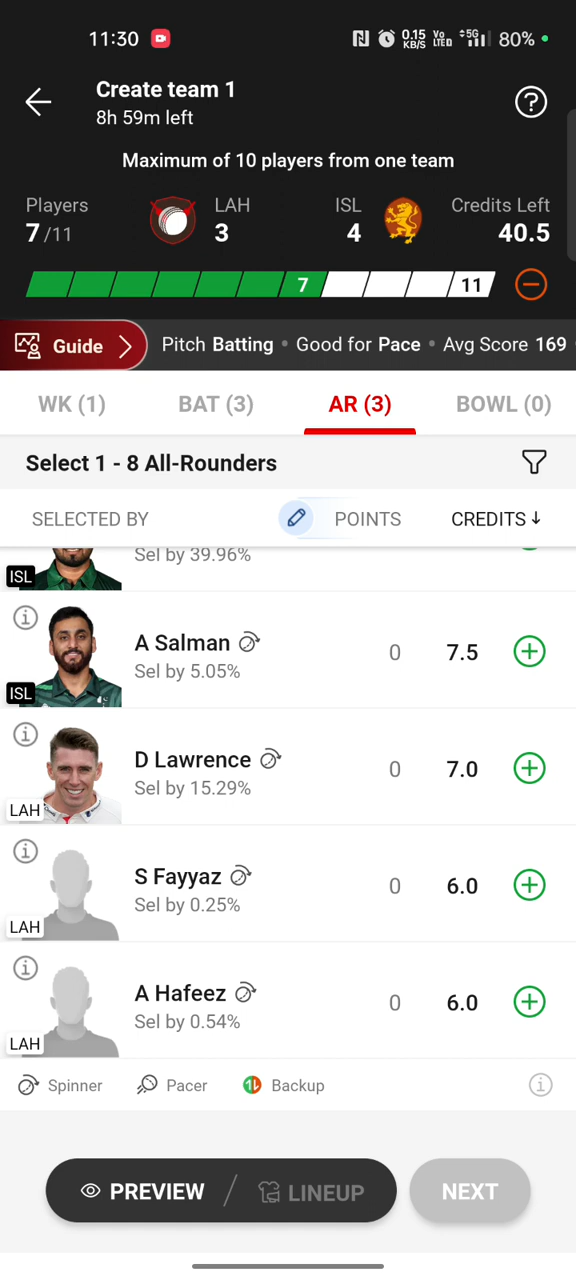 11:30 0.15 KB/S Vo LTE 5G 80%
Create team 1
8h 59m left
Maximum of 10 players from one team
Players LAH ISL Credits Left
7/11 3 4 40.5
7 11
Guide Pitch Batting • Good for Pace • Avg Score 169
WK (1) BAT (3) AR (3) BOWL (0)
Select 1 - 8 All-Rounders
SELECTED BY POINTS CREDITS↓
Sel by 39.96%
ISL
A Salman 0 7.5
Sel by 5.05%
ISL
D Lawrence 0 7.0
Sel by 15.29%
LAH
S Fayyaz 0 6.0
Sel by 0.25%
LAH
A Hafeez 0 6.0
Sel by 0.54%
LAH
Spinner Pacer Backup
PREVIEW / LINEUP NEXT